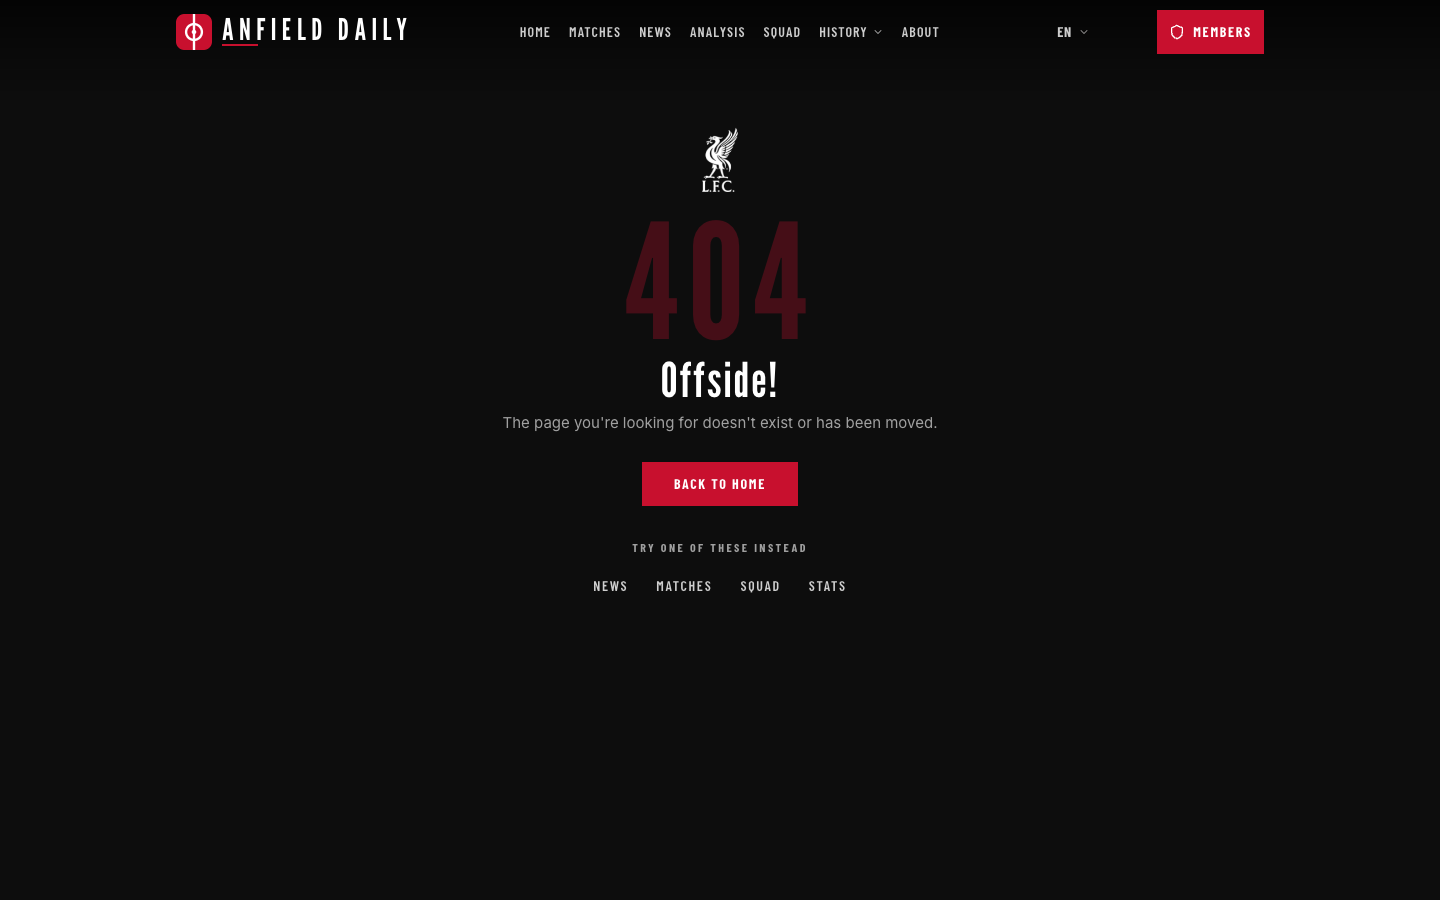 ANFIELD DAILY
HOME MATCHES NEWS ANALYSIS SQUAD HISTORY ABOUT
EN
MEMBERS
L.F.C.
404
Offside!
The page you're looking for doesn't exist or has been moved.
BACK TO HOME
TRY ONE OF THESE INSTEAD
NEWS MATCHES SQUAD STATS